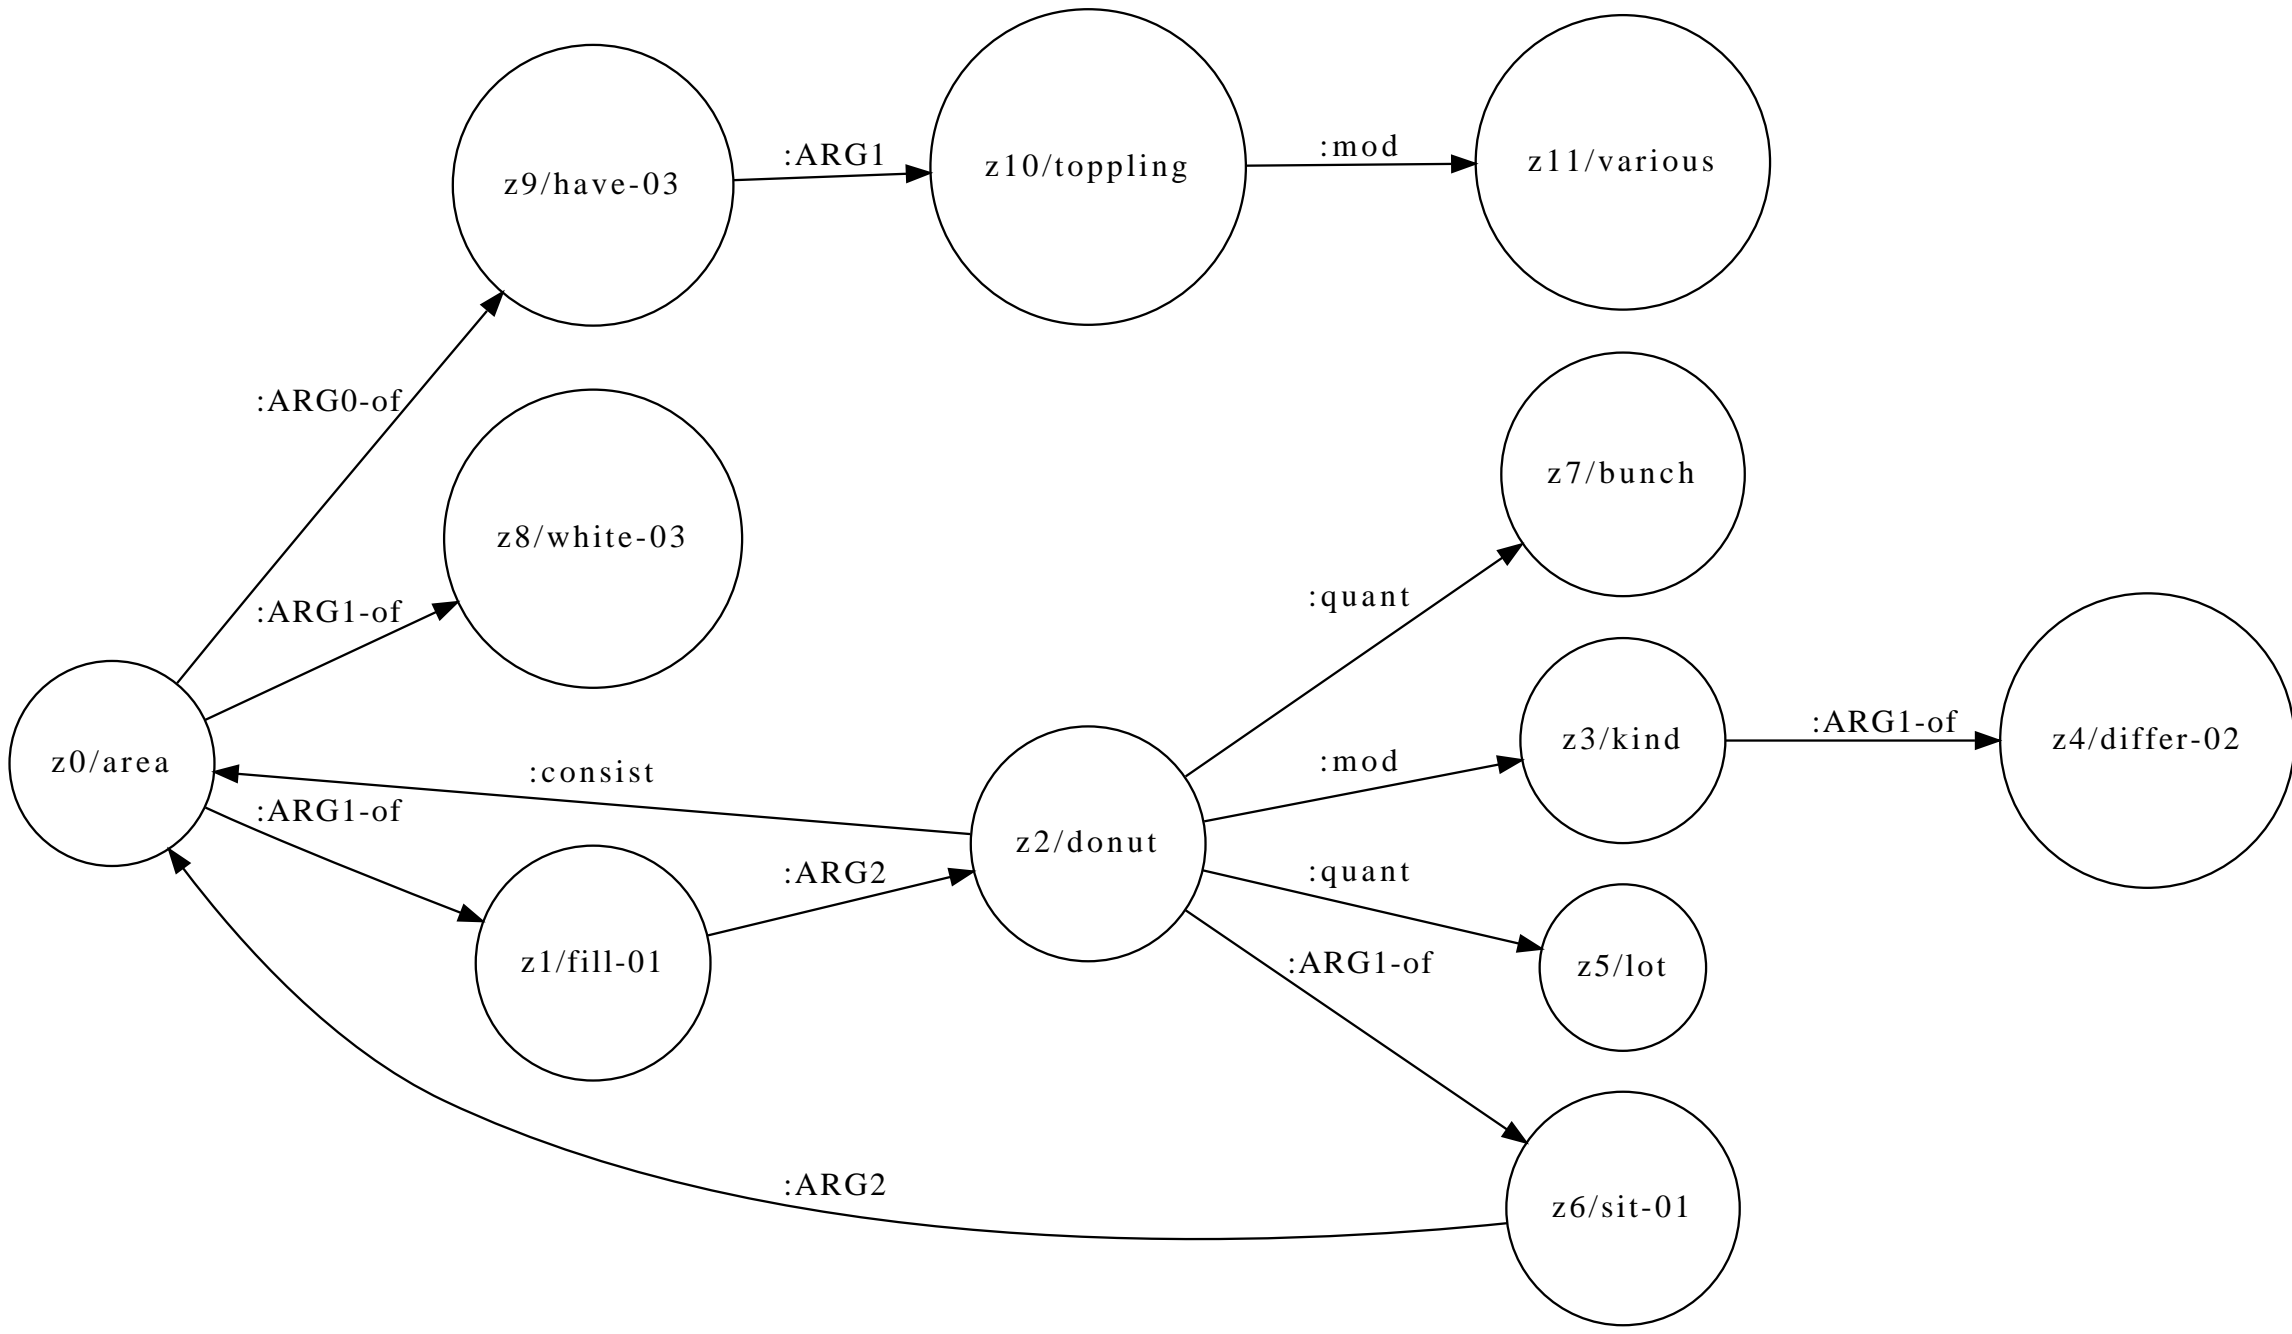 z9/have-03
:ARG1
z10/toppling
:mod
z11/various
:ARG0-of
z8/white-03
:ARG1-of
z7/bunch
:quant
z0/area
:consist
:ARG1-of
z1/fill-01
:ARG2
z2/donut
:mod
z3/kind
:ARG1-of
z4/differ-02
:quant
z5/lot
:ARG1-of
z6/sit-01
:ARG2